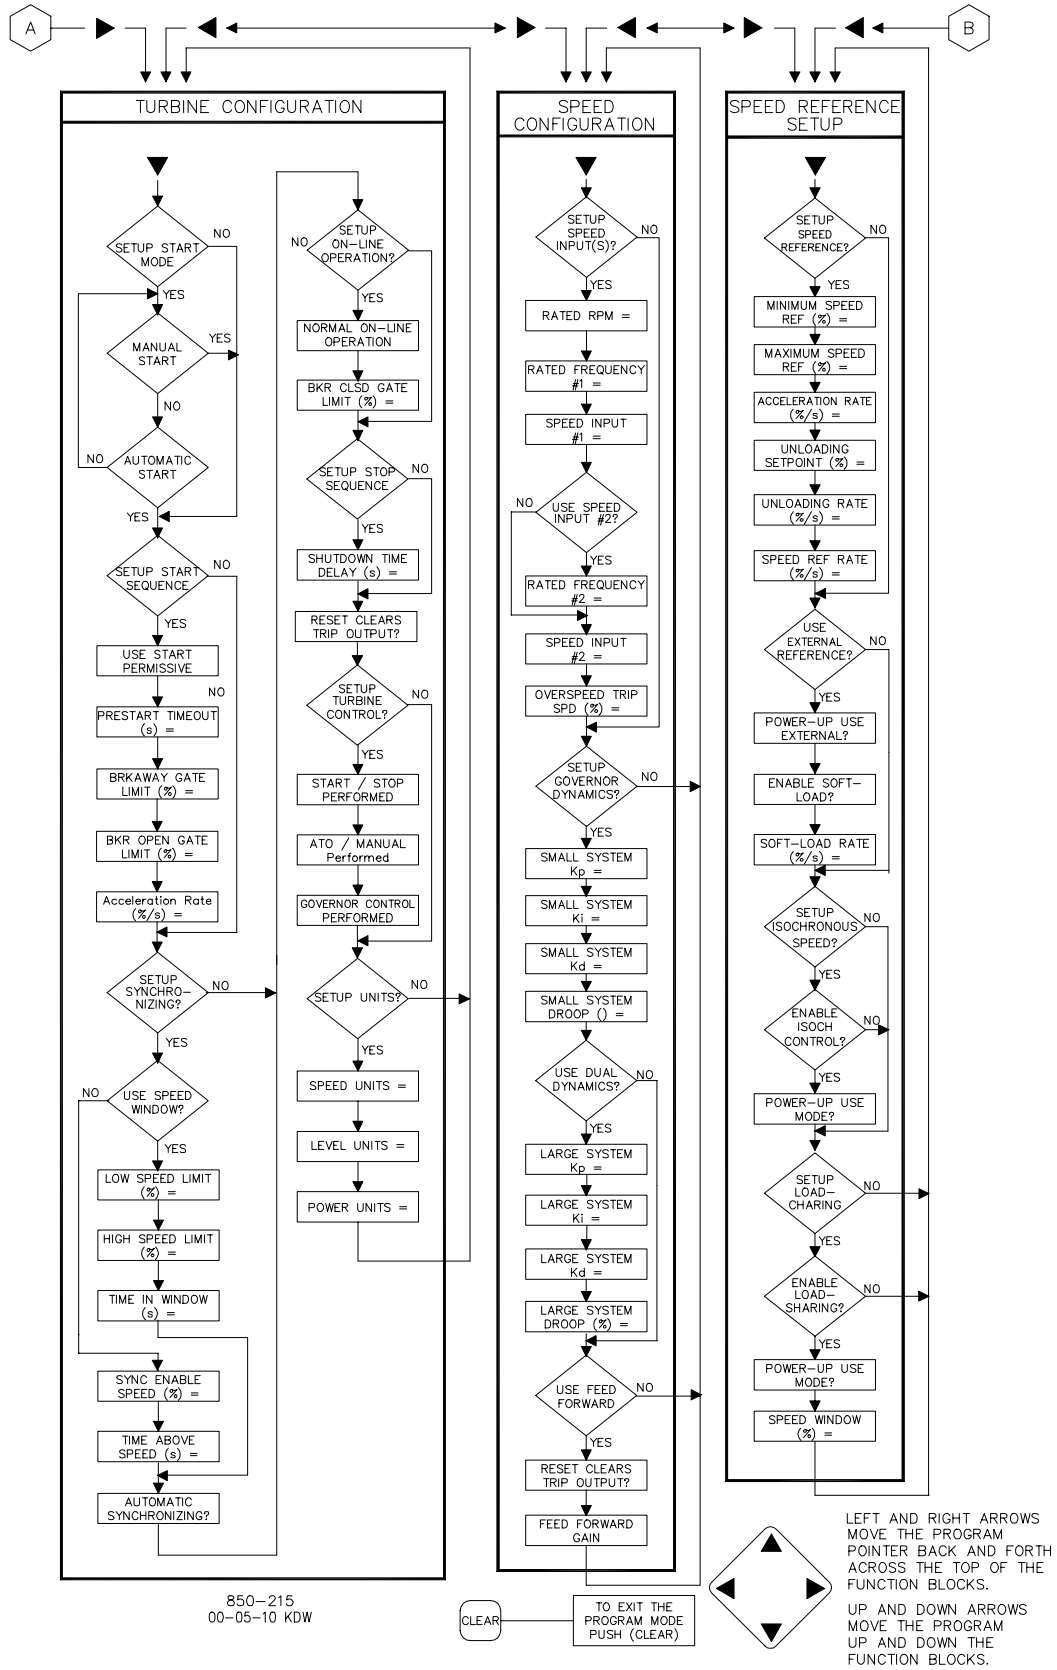 A
B
TURBINE CONFIGURATION
SETUP START
MODE
NO
YES
MANUAL
START
YES
NO
AUTOMATIC
START
NO
YES
SETUP START
SEQUENCE
NO
YES
USE START
PERMISSIVE
NO
PRESTART TIMEOUT
(s) =
BRKAWAY GATE
LIMIT (%) =
BKR OPEN GATE
LIMIT (%) =
Acceleration Rate
(%/s) =
SETUP
SYNCHRO-
NIZING?
NO
YES
USE SPEED
WINDOW?
NO
YES
LOW SPEED LIMIT
(%) =
HIGH SPEED LIMIT
(%) =
TIME IN WINDOW
(s) =
SYNC ENABLE
SPEED (%) =
TIME ABOVE
SPEED (s) =
AUTOMATIC
SYNCHRONIZING?
SETUP
ON-LINE
OPERATION?
NO
YES
NORMAL ON-LINE
OPERATION
BKR CLSD GATE
LIMIT (%) =
SETUP STOP
SEQUENCE
NO
YES
SHUTDOWN TIME
DELAY (s) =
RESET CLEARS
TRIP OUTPUT?
SETUP
TURBINE
CONTROL?
NO
YES
START / STOP
PERFORMED
ATO / MANUAL
Performed
GOVERNOR CONTROL
PERFORMED
SETUP UNITS?
NO
YES
SPEED UNITS =
LEVEL UNITS =
POWER UNITS =
SPEED
CONFIGURATION
SETUP
SPEED
INPUT(S)?
NO
YES
RATED RPM =
RATED FREQUENCY
#1 =
SPEED INPUT
#1 =
USE SPEED
INPUT #2?
NO
YES
RATED FREQUENCY
#2 =
SPEED INPUT
#2 =
OVERSPEED TRIP
SPD (%) =
SETUP
GOVERNOR
DYNAMICS?
NO
YES
SMALL SYSTEM
Kp =
SMALL SYSTEM
Ki =
SMALL SYSTEM
Kd =
SMALL SYSTEM
DROOP () =
USE DUAL
DYNAMICS?
NO
YES
LARGE SYSTEM
Kp =
LARGE SYSTEM
Ki =
LARGE SYSTEM
Kd =
LARGE SYSTEM
DROOP (%) =
USE FEED
FORWARD
NO
YES
RESET CLEARS
TRIP OUTPUT?
FEED FORWARD
GAIN
SPEED REFERENCE
SETUP
SETUP
SPEED
REFERENCE?
NO
YES
MINIMUM SPEED
REF (%) =
MAXIMUM SPEED
REF (%) =
ACCELERATION RATE
(%/s) =
UNLOADING
SETPOINT (%) =
UNLOADING RATE
(%/s) =
SPEED REF RATE
(%/s) =
USE
EXTERNAL
REFERENCE?
NO
YES
POWER-UP USE
EXTERNAL?
ENABLE SOFT-
LOAD?
SOFT-LOAD RATE
(%/s) =
SETUP
ISOCHRONOUS
SPEED?
NO
YES
ENABLE
ISOCH
CONTROL?
NO
YES
POWER-UP USE
MODE?
SETUP
LOAD-
CHARING
NO
YES
ENABLE
LOAD-
SHARING?
NO
YES
POWER-UP USE
MODE?
SPEED WINDOW
(%) =
850-215
00-05-10 KDW
CLEAR
TO EXIT THE
PROGRAM MODE
PUSH (CLEAR)
LEFT AND RIGHT ARROWS
MOVE THE PROGRAM
POINTER BACK AND FORTH
ACROSS THE TOP OF THE
FUNCTION BLOCKS.
UP AND DOWN ARROWS
MOVE THE PROGRAM
UP AND DOWN THE
FUNCTION BLOCKS.